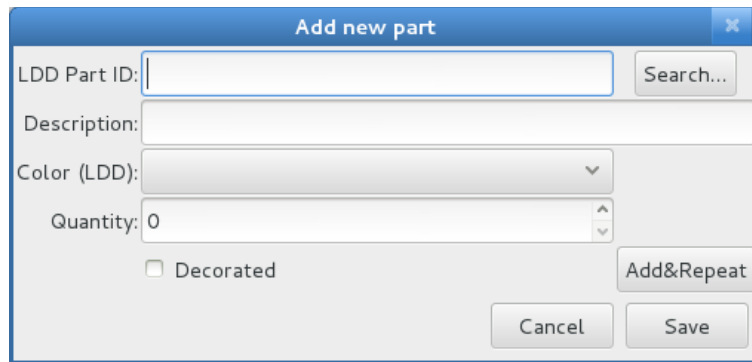 Add new part
LDD Part ID: Search...
Description:
Color (LDD):
Quantity: 0
Decorated Add&Repeat
Cancel Save